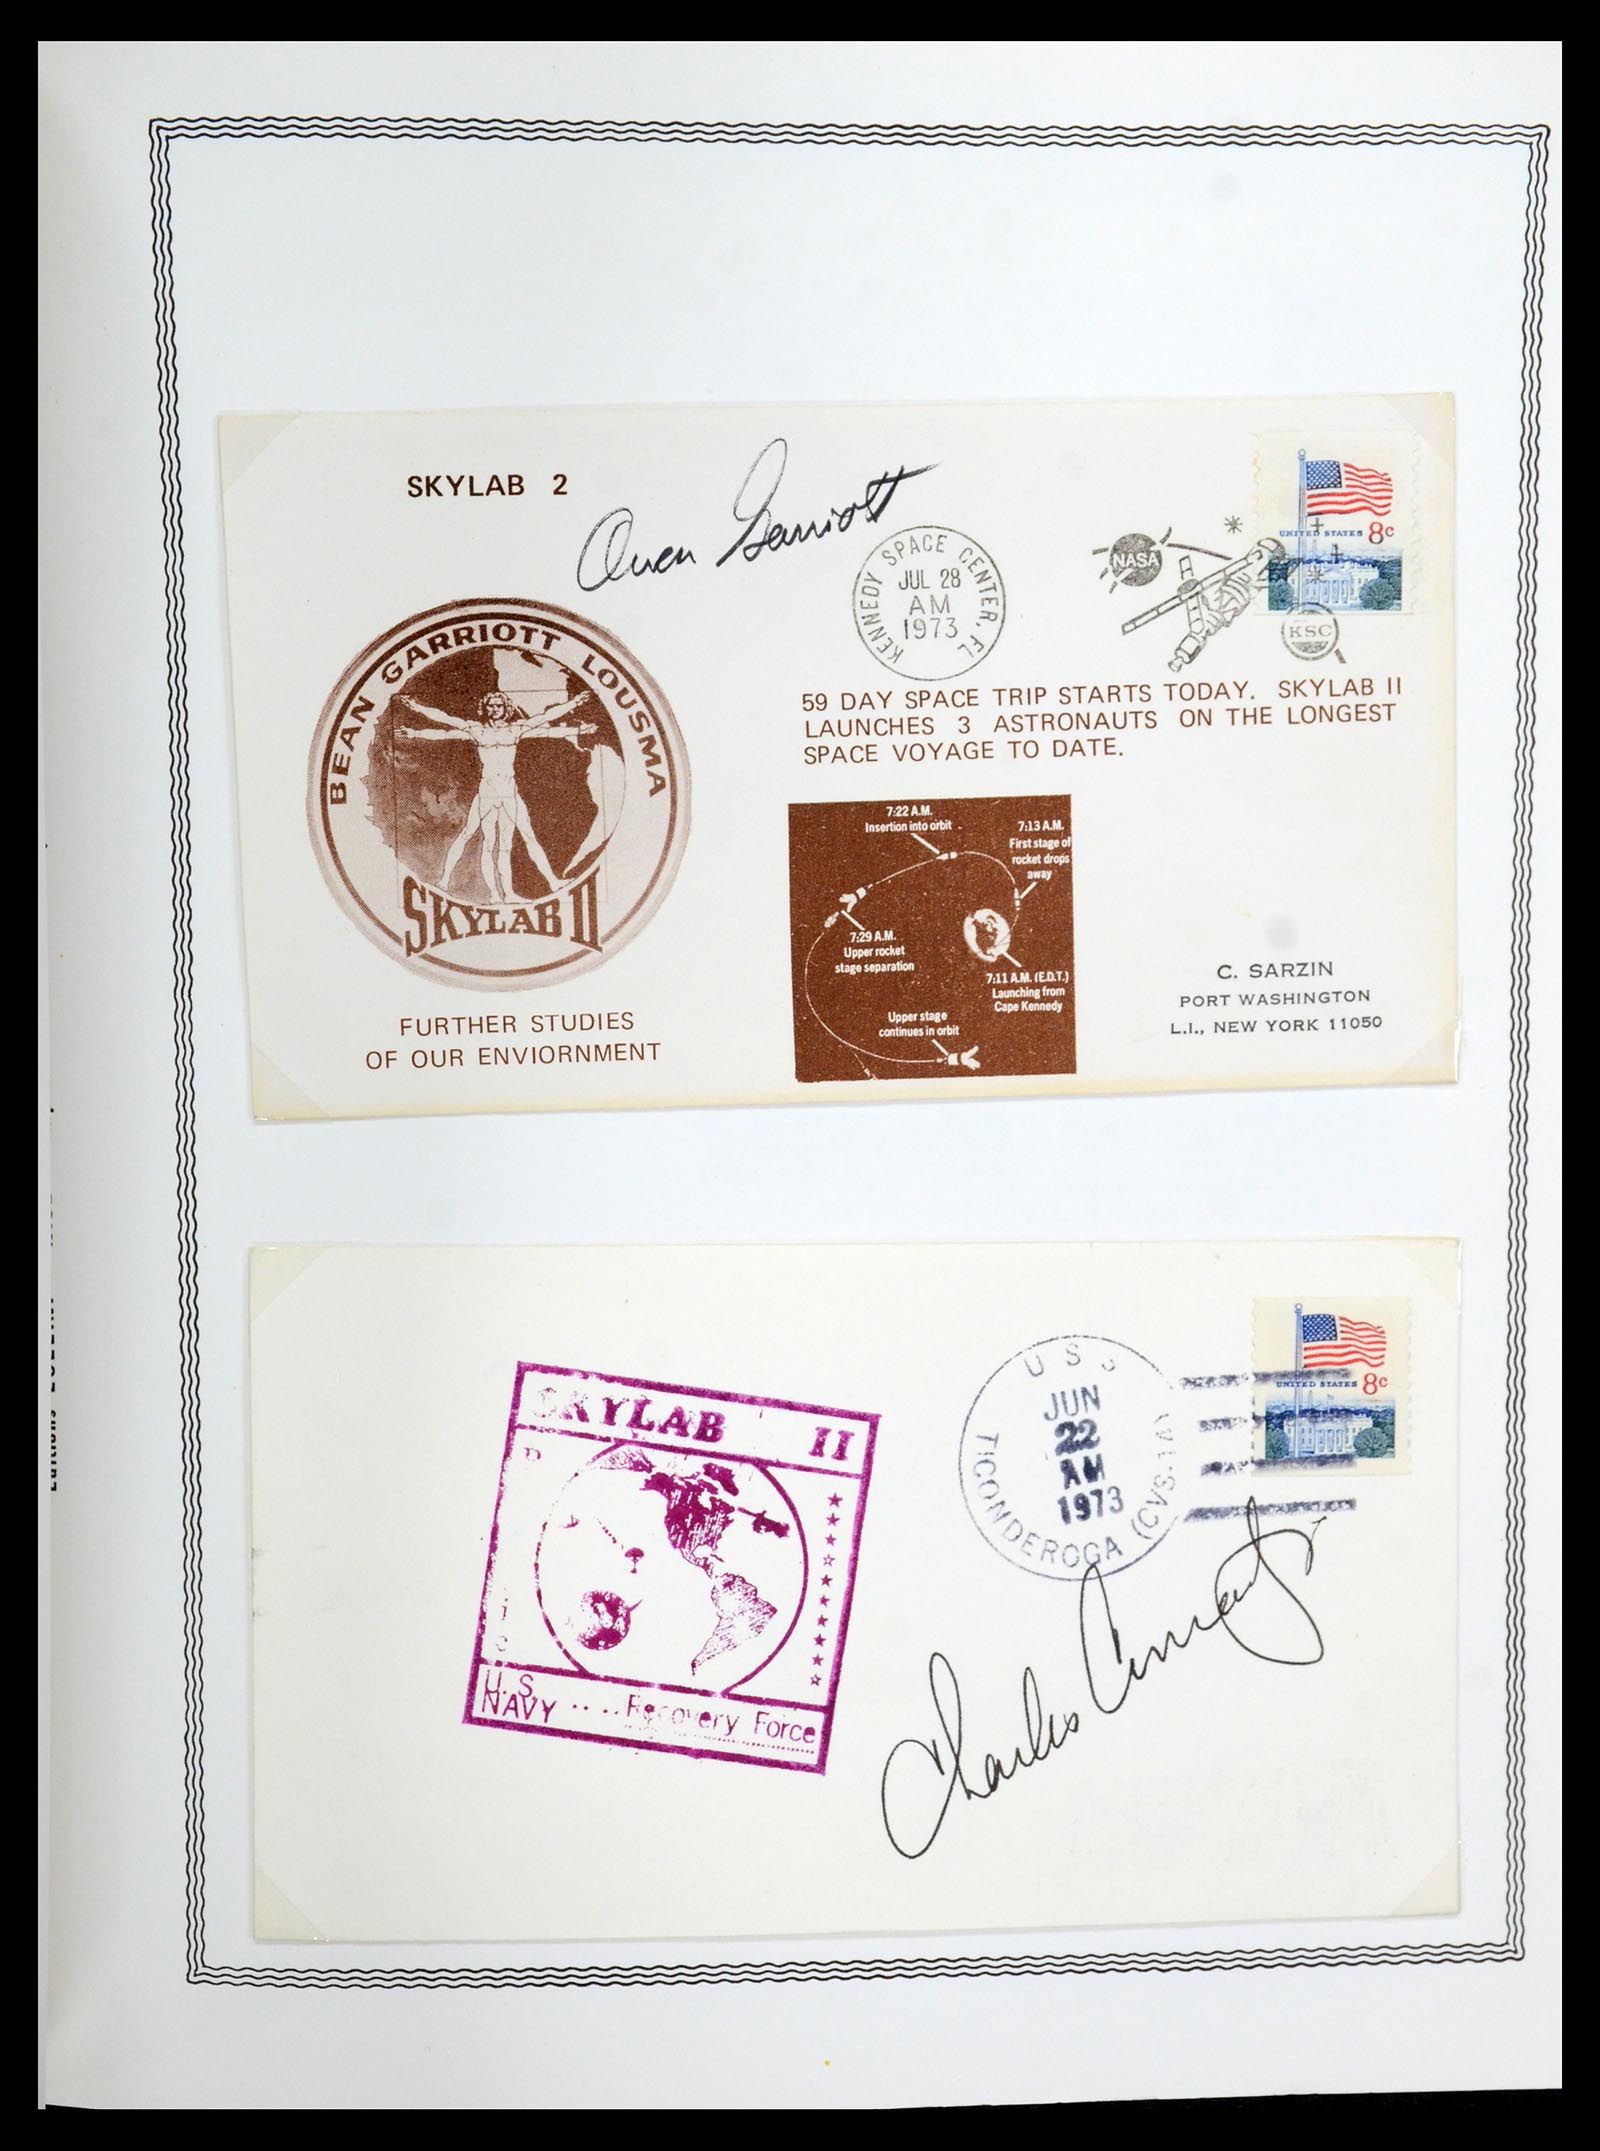 SKYLAB 2
Owen Garriott
KENNEDY SPACE CENTER, FL
JUL 28
AM
1973
NASA
UNITED STATES 8c
KSC
BEAN GARRIOTT LOUSMA
SKYLAB II
FURTHER STUDIES
OF OUR ENVIORNMENT
59 DAY SPACE TRIP STARTS TODAY. SKYLAB II
LAUNCHES 3 ASTRONAUTS ON THE LONGEST
SPACE VOYAGE TO DATE.
7:22 A.M.
Insertion into orbit
7:13 A.M.
First stage of
rocket drops
away
7:29 A.M.
Upper rocket
stage separation
7:11 A.M. (E.D.T.)
Launching from
Cape Kennedy
Upper stage
continues in orbit
C. SARZIN
PORT WASHINGTON
L.I., NEW YORK 11050
SKYLAB II
U.S.
NAVY .... Recovery Force
TICONDEROGA (CVS-14)
JUN
22
AM
1973
UNITED STATES 8c
Charles Conrad Jr